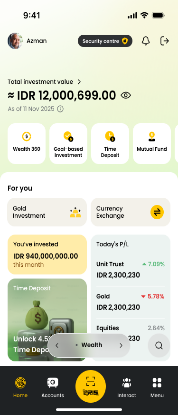 9:41
Azman
Security centre
Total investment value >
≈ IDR 12,000,699.00
As of 11 Nov 2025
Wealth 360
Goal-based
Investment
Time
Deposit
Mutual Fund
For you
Gold
Investment
Currency
Exchange
You've invested
IDR 940,000,000.00
this month
Today's P/L
Unit Trust
7.89%
IDR 2,300,230
Gold
5.78%
IDR 2,300,230
Equities
2.64%
IDR 2,300,230
Time Deposit
Unlock 4.5
Time Depo
Wealth
Home
Accounts
Interact
Menu